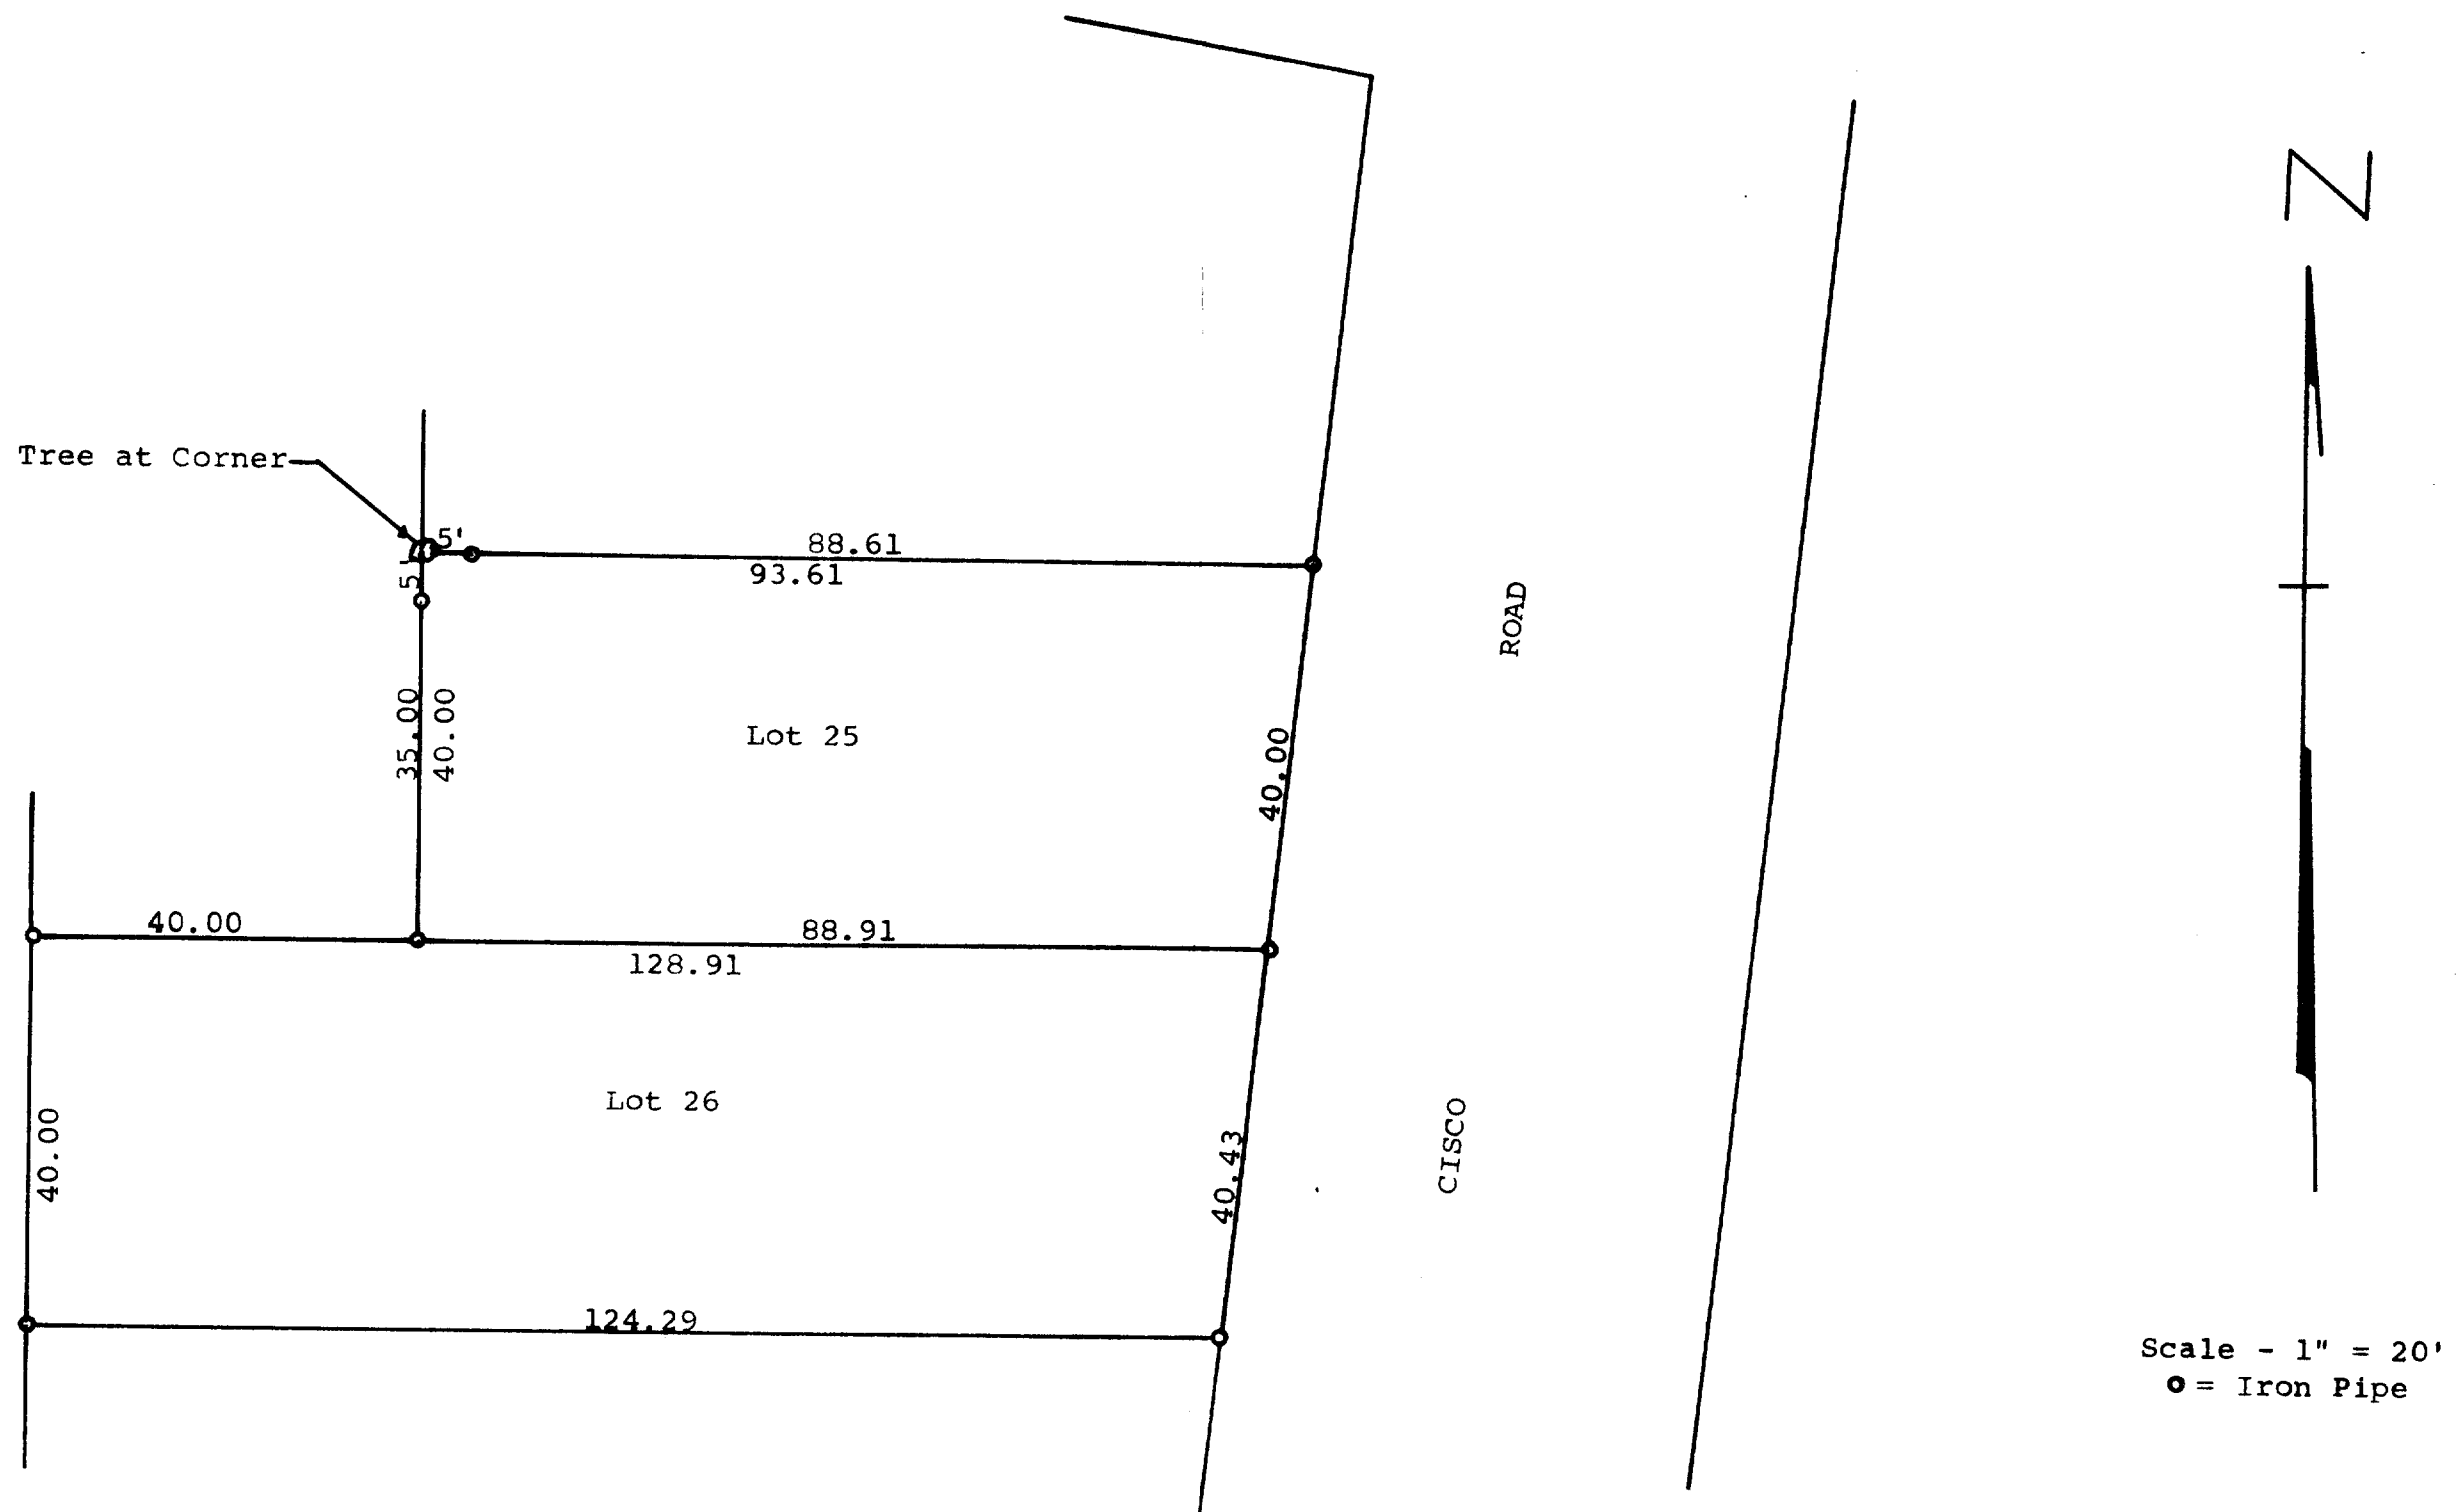 N
Tree at Corner
5'
88.61
93.61
5'
ROAD
35.00
40.00
Lot 25
40.00
40.00
88.91
128.91
Lot 26
40.00
40.43
CISCO
124.29
Scale - 1" = 20'
= Iron Pipe